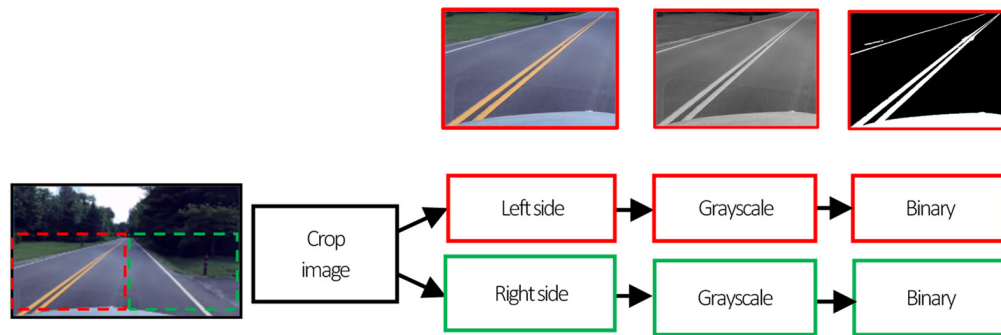 Crop
image
Left side
Grayscale
Binary
Right side
Grayscale
Binary